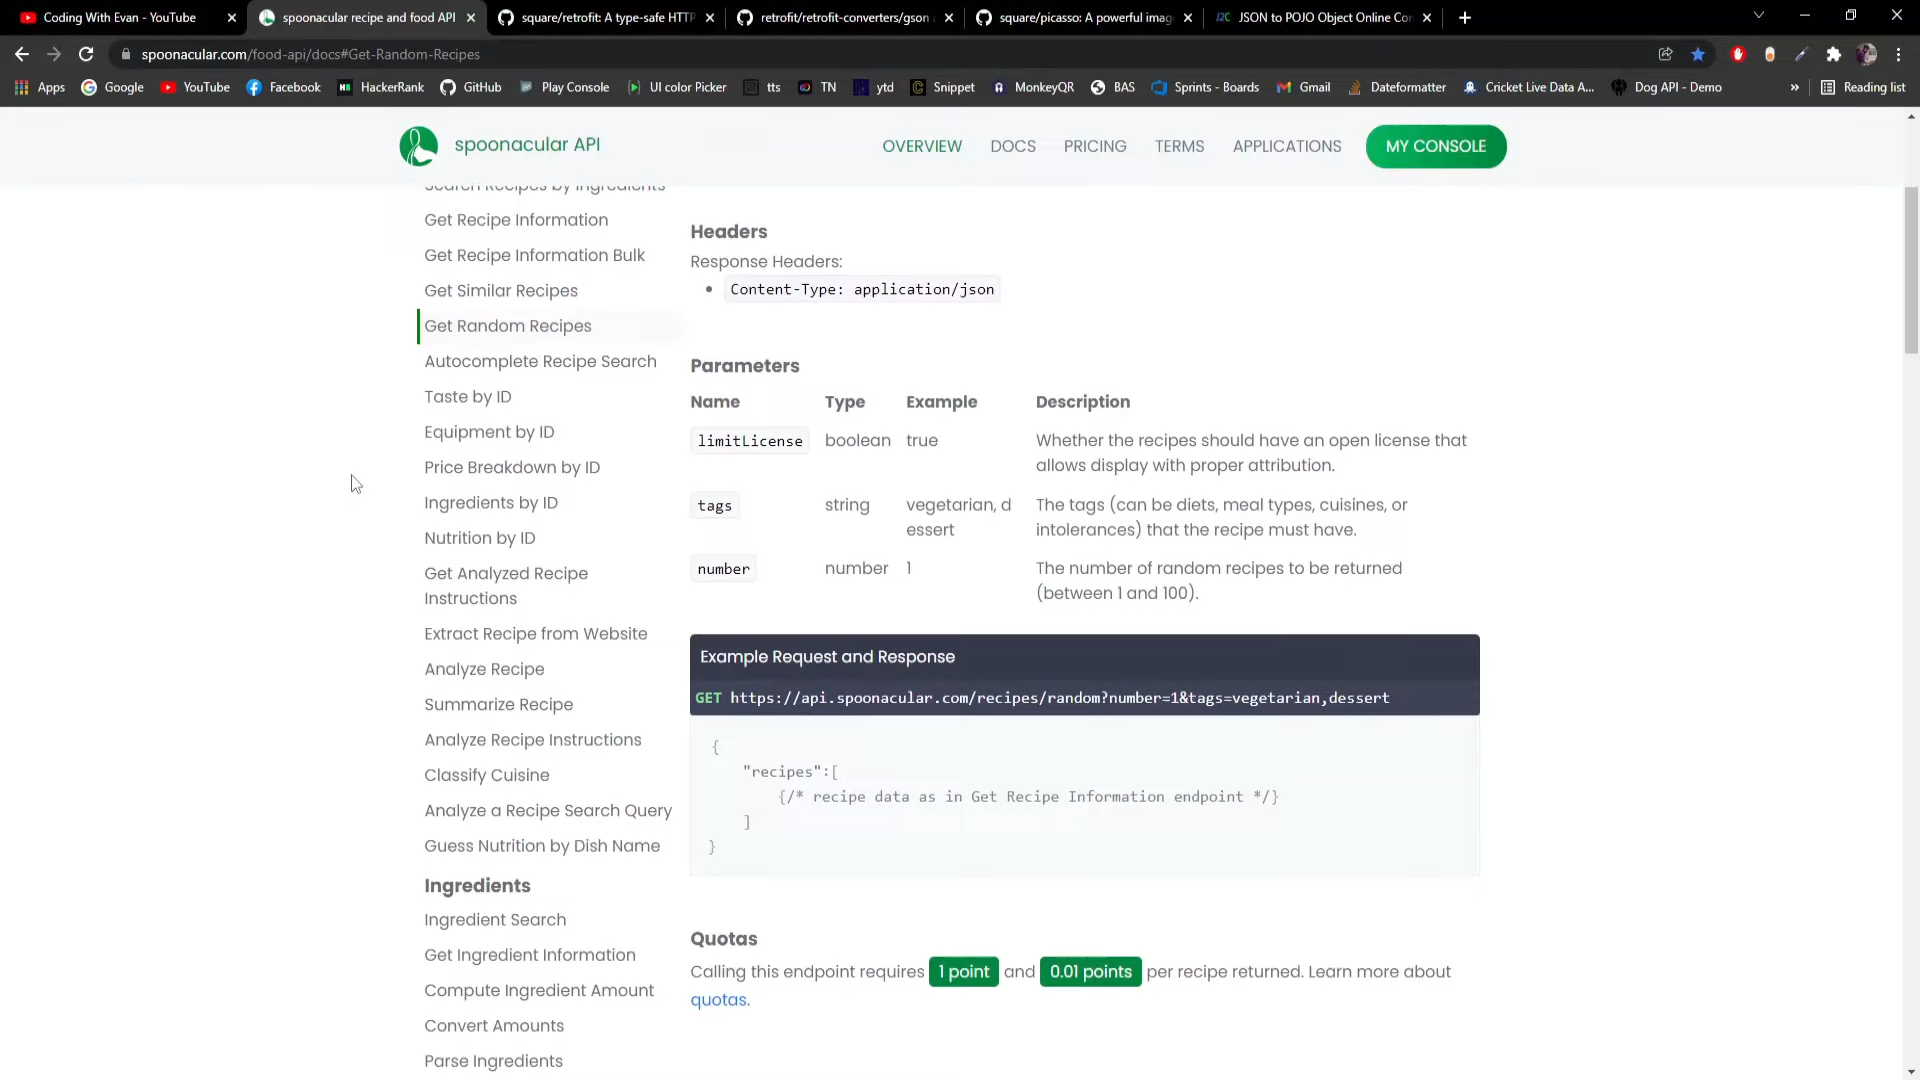 Coding With Evan - YouTube
spoonacular recipe and food API
square/retrofit: A type-safe HTTP
retrofit/retrofit-converters/gson
square/picasso: A powerful imag
J2C JSON to POJO Object Online Co
spoonacular.com/food-api/docs#Get-Random-Recipes
Apps
Google
YouTube
Facebook
HackerRank
GitHub
Play Console
UI color Picker
tts
TN
ytd
Snippet
MonkeyQR
BAS
Sprints - Boards
Gmail
Dateformatter
Cricket Live Data A...
Dog API - Demo
»
Reading list
spoonacular API
OVERVIEW
DOCS
PRICING
TERMS
APPLICATIONS
MY CONSOLE
Search Recipes by Ingredients
Get Recipe Information
Get Recipe Information Bulk
Get Similar Recipes
Get Random Recipes
Autocomplete Recipe Search
Taste by ID
Equipment by ID
Price Breakdown by ID
Ingredients by ID
Nutrition by ID
Get Analyzed Recipe
Instructions
Extract Recipe from Website
Analyze Recipe
Summarize Recipe
Analyze Recipe Instructions
Classify Cuisine
Analyze a Recipe Search Query
Guess Nutrition by Dish Name
Ingredients
Ingredient Search
Get Ingredient Information
Compute Ingredient Amount
Convert Amounts
Parse Ingredients
Headers
Response Headers:
• Content-Type: application/json
Parameters
Name Type Example Description
limitLicense boolean true Whether the recipes should have an open license that
allows display with proper attribution.
tags string vegetarian, d The tags (can be diets, meal types, cuisines, or
essert intolerances) that the recipe must have.
number number 1 The number of random recipes to be returned
(between 1 and 100).
Example Request and Response
GET https://api.spoonacular.com/recipes/random?number=1&tags=vegetarian,dessert
{
"recipes":[
{/* recipe data as in Get Recipe Information endpoint */}
]
}
Quotas
Calling this endpoint requires 1 point and 0.01 points per recipe returned. Learn more about
quotas.